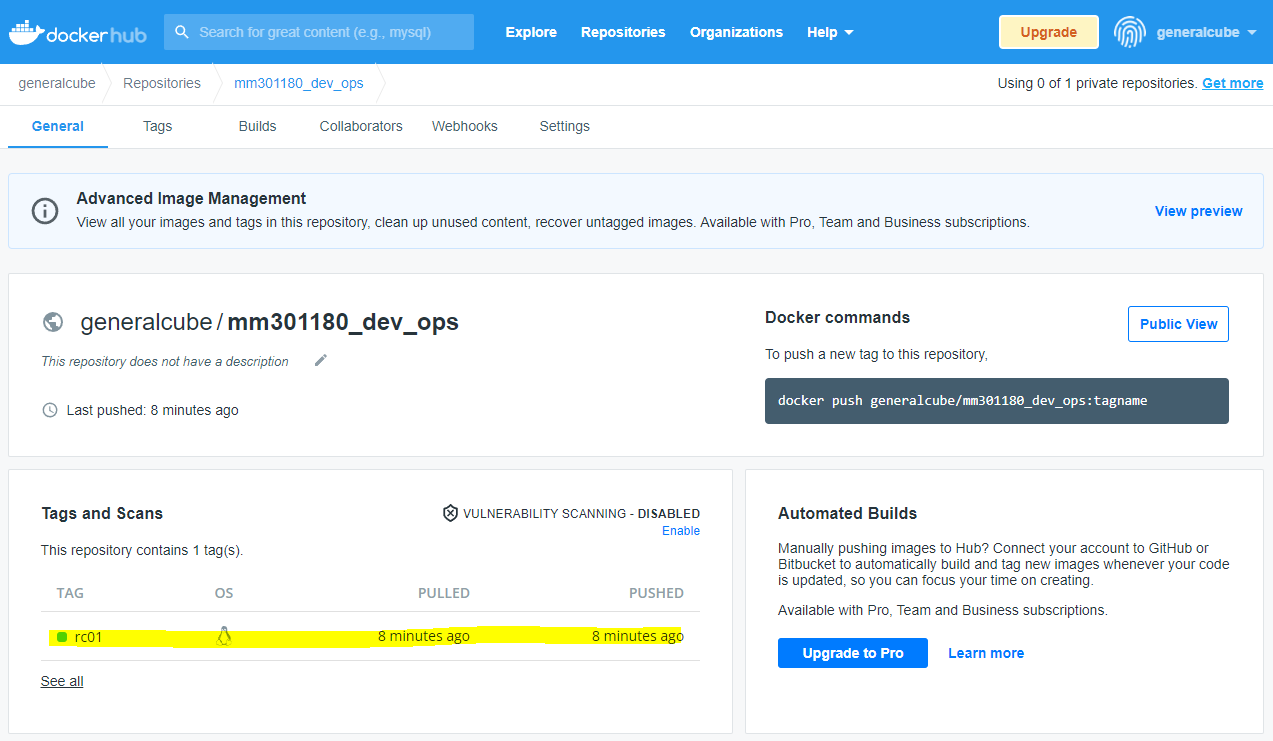 dockerhub
Search for great content (e.g., mysql)
Explore
Repositories
Organizations
Help
Upgrade
generalcube
generalcube
Repositories
mm301180_dev_ops
Using 0 of 1 private repositories. Get more
General
Tags
Builds
Collaborators
Webhooks
Settings
Advanced Image Management
View all your images and tags in this repository, clean up unused content, recover untagged images. Available with Pro, Team and Business subscriptions.
View preview
generalcube / mm301180_dev_ops
This repository does not have a description
Last pushed: 8 minutes ago
Docker commands
Public View
To push a new tag to this repository,
docker push generalcube/mm301180_dev_ops:tagname
Tags and Scans
VULNERABILITY SCANNING - DISABLED
Enable
This repository contains 1 tag(s).
TAG OS PULLED PUSHED
rc01 8 minutes ago 8 minutes ago
See all
Automated Builds
Manually pushing images to Hub? Connect your account to GitHub or
Bitbucket to automatically build and tag new images whenever your code
is updated, so you can focus your time on creating.
Available with Pro, Team and Business subscriptions.
Upgrade to Pro
Learn more